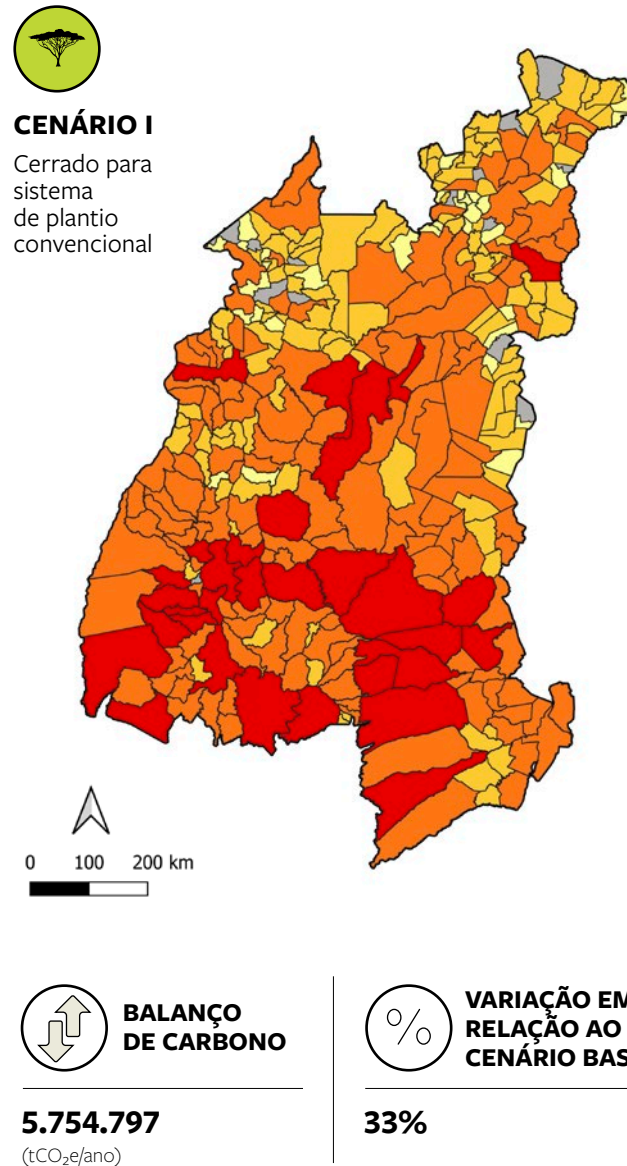 CENÁRIO I
Cerrado para
sistema
de plantio
convencional
0 100 200 km
BALANÇO
DE CARBONO
5.754.797
(tCO₂e/ano)
%
VARIAÇÃO EM
RELAÇÃO AO
CENÁRIO BAS
33%